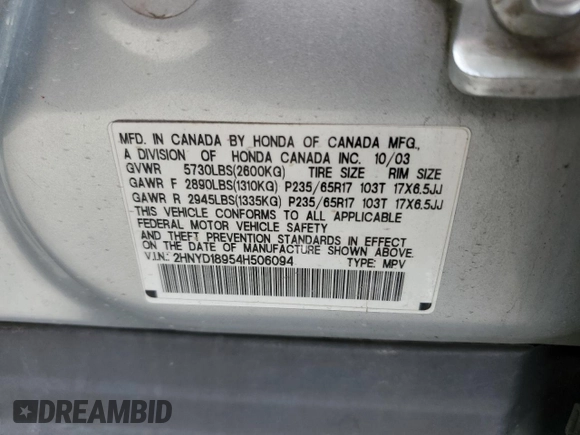 MFD. IN CANADA BY HONDA OF CANADA MFG.,
A DIVISION OF HONDA CANADA INC. 10/03
GVWR 5730LBS(2600KG) TIRE SIZE RIM SIZE
GAWR F 2890LBS(1310KG) P235/65R17 103T 17X6.5JJ
GAWR R 2945LBS(1335KG) P235/65R17 103T 17X6.5JJ
THIS VEHICLE CONFORMS TO ALL APPLICABLE
FEDERAL MOTOR VEHICLE SAFETY
AND THEFT PREVENTION STANDARDS IN EFFECT
ON THE DATE OF MANUFACTURE SHOWN ABOVE.
V.I.N.: 2HNYD18954H506094 TYPE: MPV
DREAMBID